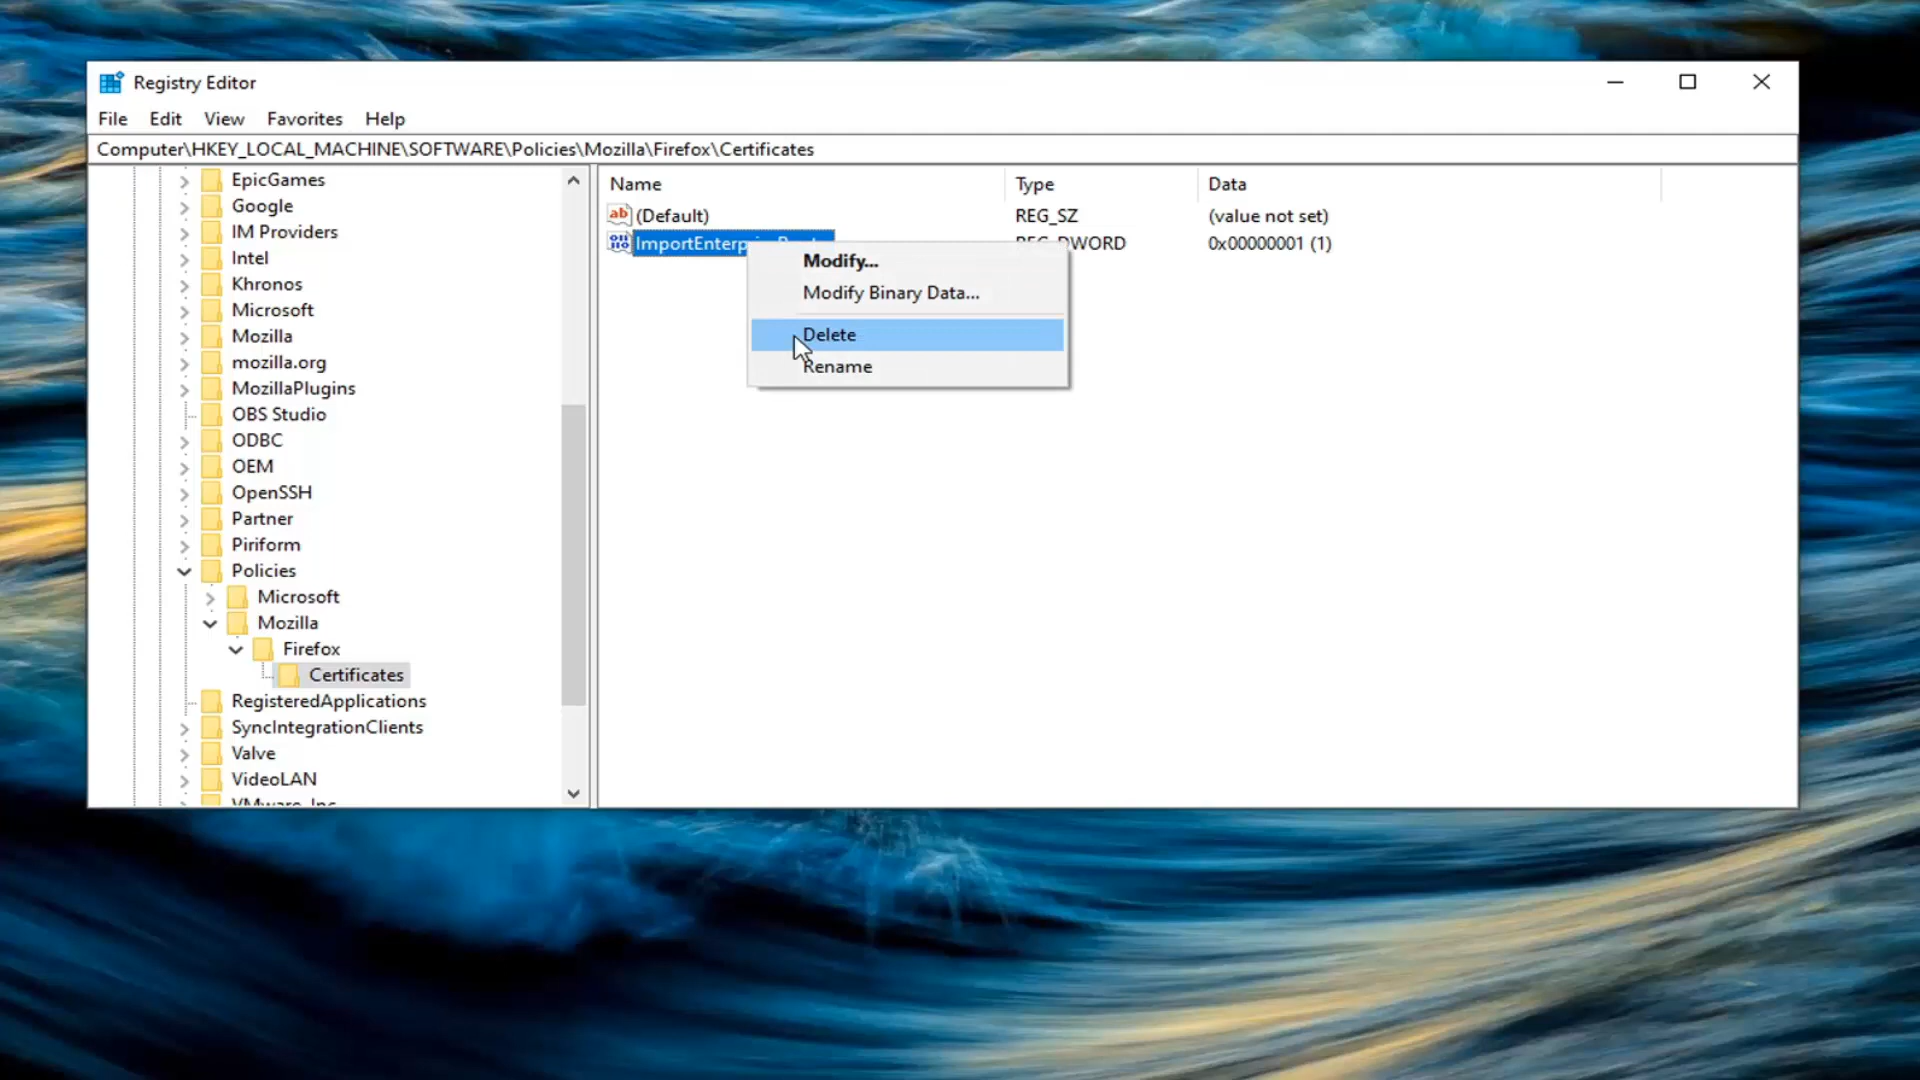 Registry Editor
File Edit View Favorites Help
Computer\HKEY_LOCAL_MACHINE\SOFTWARE\Policies\Mozilla\Firefox\Certificates
Name Type Data
(Default) REG_SZ (value not set)
REG_DWORD 0x00000001 (1)
Modify...
Modify Binary Data...
Delete
Rename
EpicGames
Google
IM Providers
Intel
Khronos
Microsoft
Mozilla
mozilla.org
MozillaPlugins
OBS Studio
ODBC
OEM
OpenSSH
Partner
Piriform
Policies
Microsoft
Mozilla
Firefox
Certificates
RegisteredApplications
SyncIntegrationClients
Valve
VideoLAN
VMware, Inc.